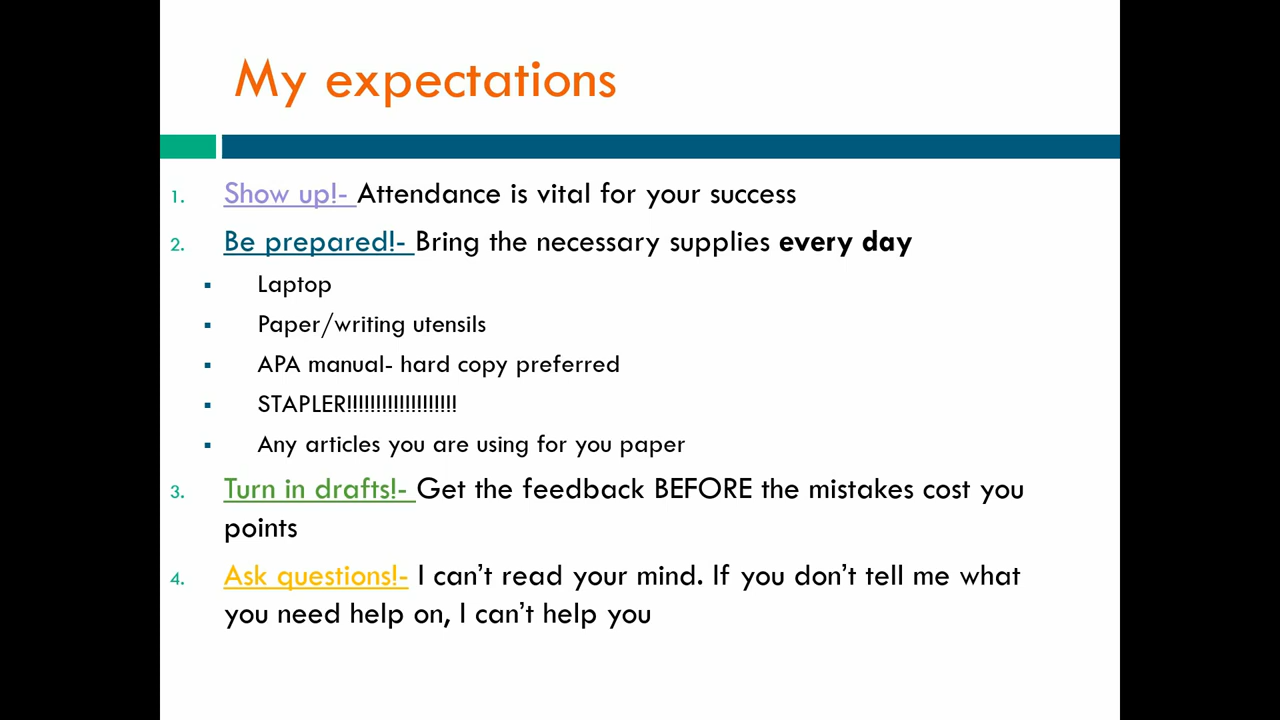 My expectations
1. Show up!- Attendance is vital for your success
2. Be prepared!- Bring the necessary supplies every day
▪ Laptop
▪ Paper/writing utensils
▪ APA manual- hard copy preferred
▪ STAPLER!!!!!!!!!!!!!!!!!!!
▪ Any articles you are using for you paper
3. Turn in drafts!- Get the feedback BEFORE the mistakes cost you
points
4. Ask questions!- I can’t read your mind. If you don’t tell me what
you need help on, I can’t help you